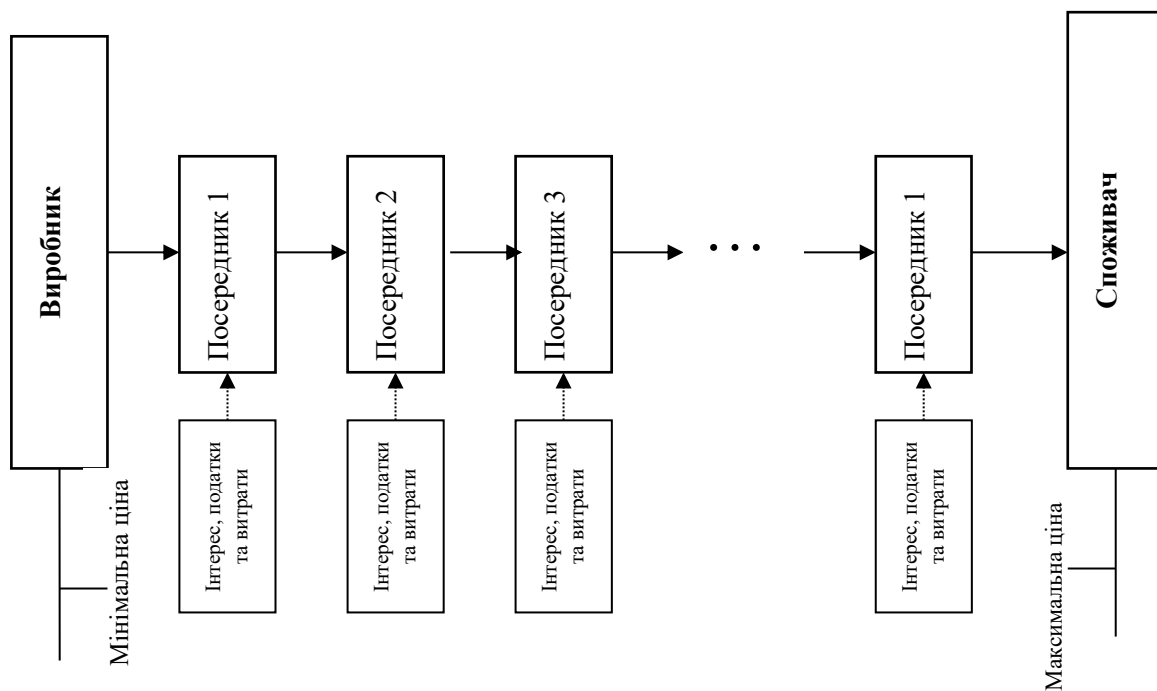 Виробник
Посередник 1
Посередник 2
Посередник 3
• • •
Посередник 1
Споживач
Інтерес, податки
та витрати
Інтерес, податки
та витрати
Інтерес, податки
та витрати
Інтерес, податки
та витрати
Мінімальна ціна
Максимальна ціна